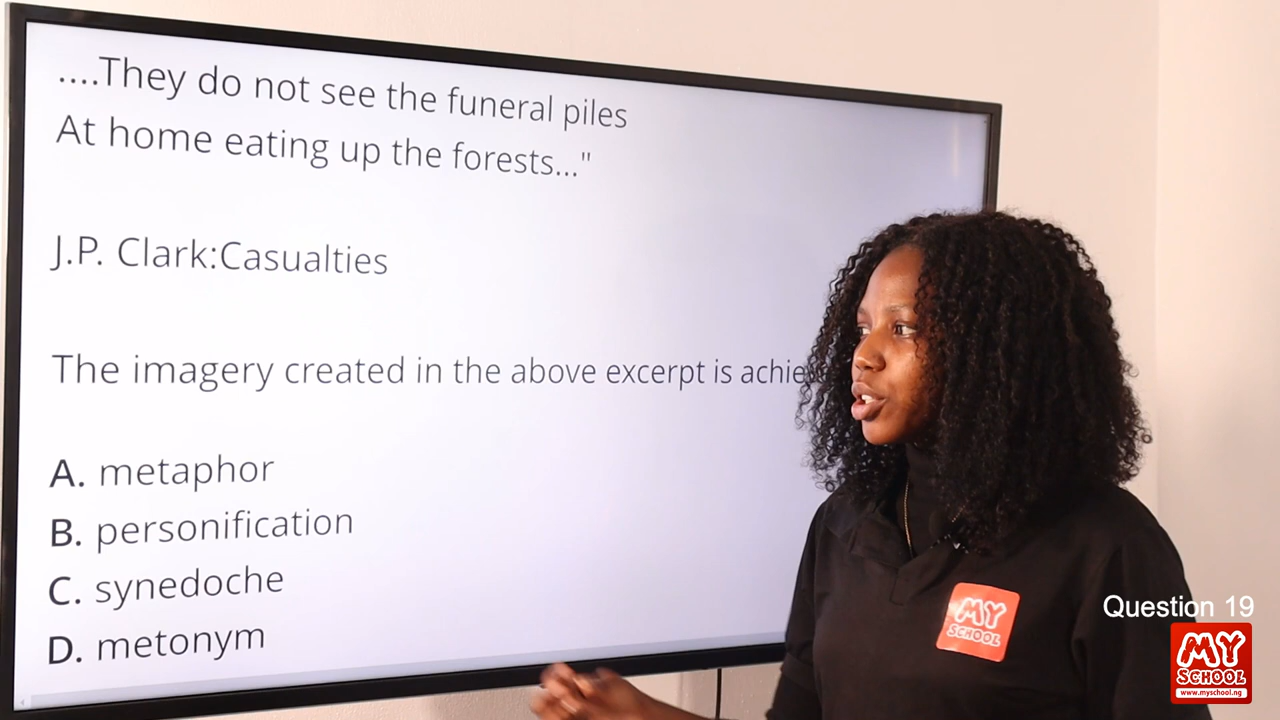 ....They do not see the funeral piles
At home eating up the forests..."
J.P. Clark:Casualties
The imagery created in the above excerpt is
A. metaphor
B. personification
C. synedoche
D. metonym
MY
SCHOOL
Question 19
MY
SCHOOL
www.myschool.ng